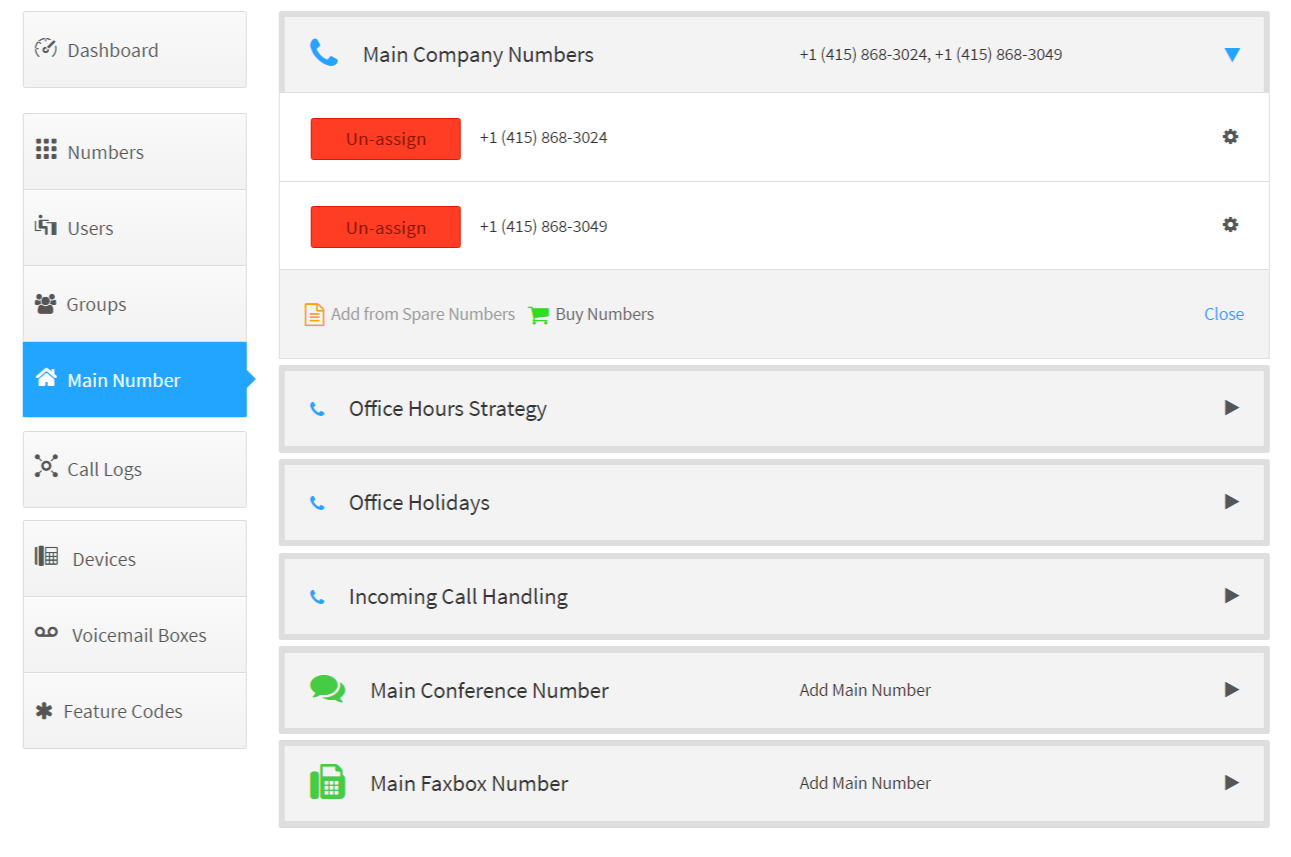 Dashboard
Numbers
Users
Groups
Main Number
Call Logs
Devices
Voicemail Boxes
Feature Codes
Main Company Numbers +1 (415) 868-3024, +1 (415) 868-3049
Un-assign +1 (415) 868-3024
Un-assign +1 (415) 868-3049
Add from Spare Numbers Buy Numbers Close
Office Hours Strategy
Office Holidays
Incoming Call Handling
Main Conference Number Add Main Number
Main Faxbox Number Add Main Number